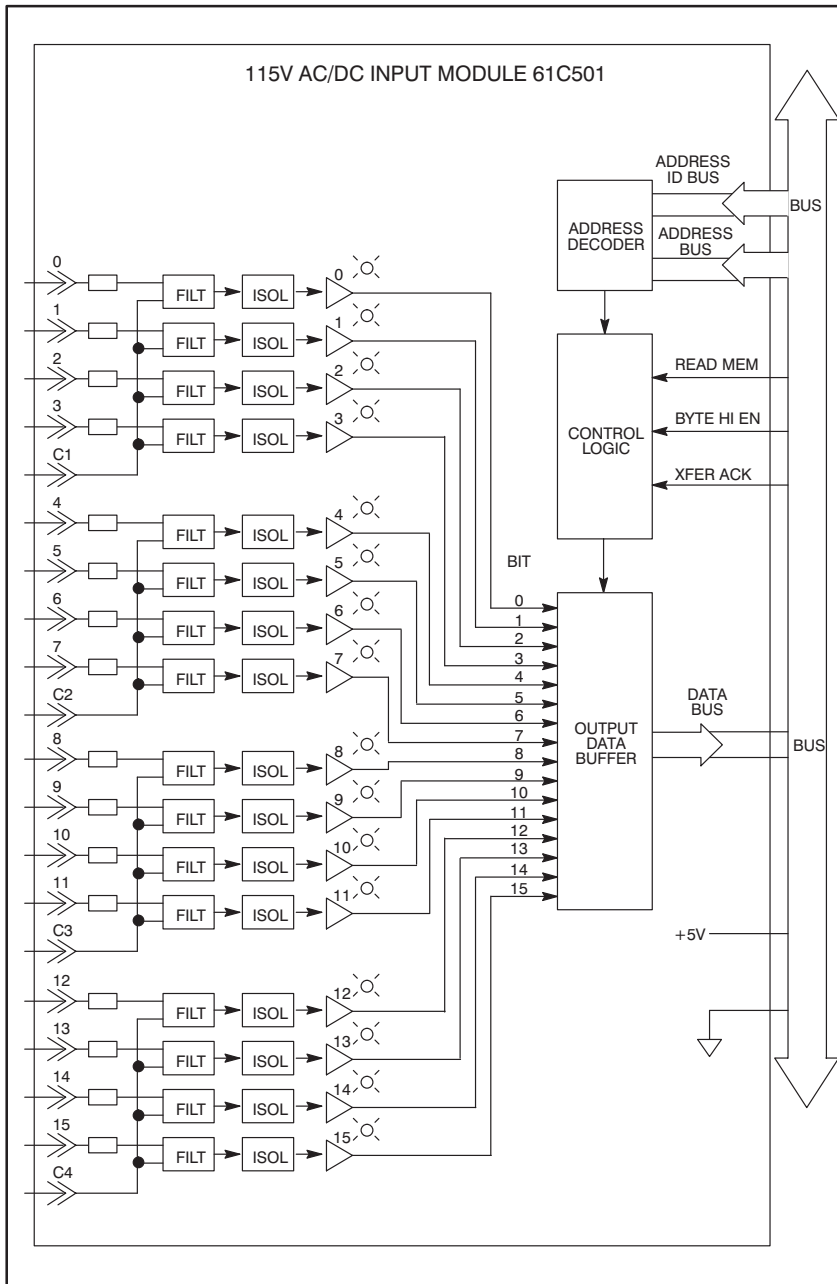 115V AC/DC INPUT MODULE 61C501
ADDRESS
ID BUS
BUS
ADDRESS
DECODER
ADDRESS
BUS
0
FILT
ISOL
0
1
FILT
ISOL
1
2
FILT
ISOL
2
3
FILT
ISOL
3
C1
READ MEM
BYTE HI EN
CONTROL
LOGIC
XFER ACK
4
FILT
ISOL
4
5
FILT
ISOL
5
6
FILT
ISOL
6
7
FILT
ISOL
7
C2
BIT
0
1
2
3
4
5
6
7
8
9
10
11
12
13
14
15
OUTPUT
DATA
BUFFER
DATA
BUS
BUS
8
FILT
ISOL
8
9
FILT
ISOL
9
10
FILT
ISOL
10
11
FILT
ISOL
11
C3
+5V
12
FILT
ISOL
12
13
FILT
ISOL
13
14
FILT
ISOL
14
15
FILT
ISOL
15
C4